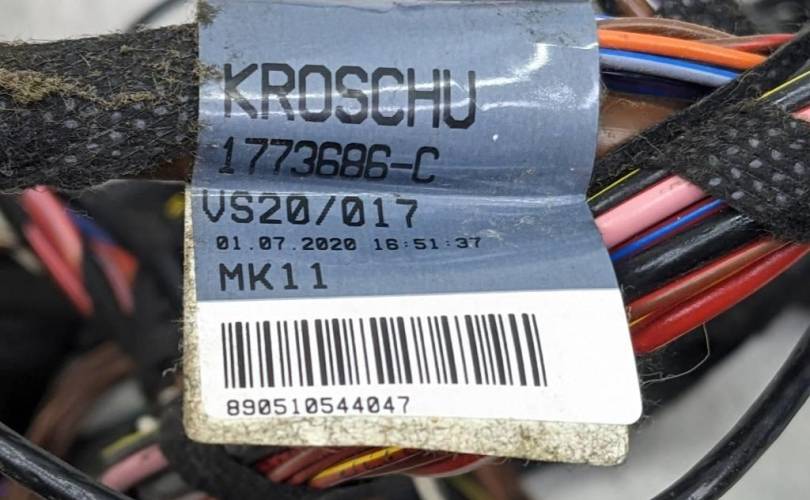 KROSCHU
1773686-C
VS20/017
01.07.2020 16:51:37
MK11
890510544047